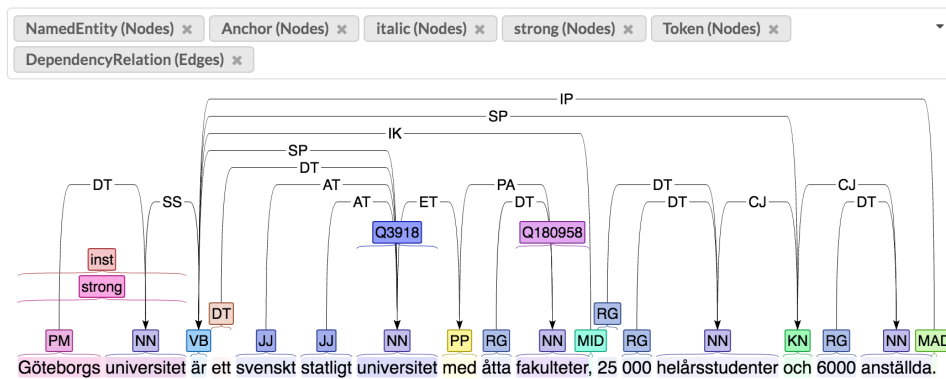 NamedEntity (Nodes) × Anchor (Nodes) × italic (Nodes) × strong (Nodes) × Token (Nodes) ×
DependencyRelation (Edges) ×
IP
SP
IK
SP
DT
DT AT PA DT CJ
SS AT ET DT DT CJ DT
Q3918 Q180958
inst
strong
DT RG
PM NN VB JJ JJ NN PP RG NN MID RG NN KN RG NN MAD
Göteborgs universitet är ett svenskt statligt universitet med åtta fakulteter, 25 000 helårsstudenter och 6000 anställda.